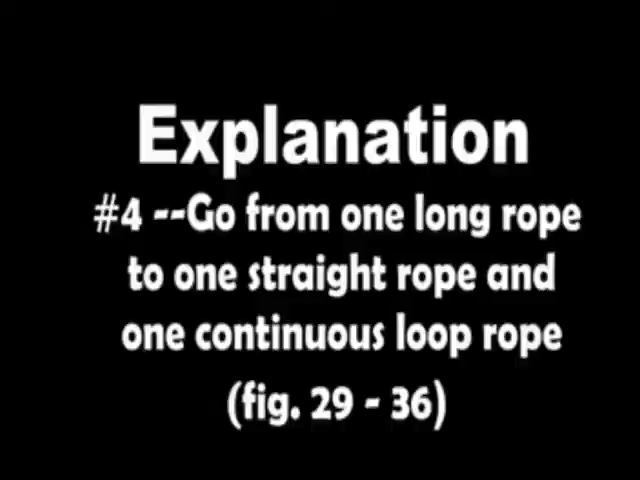 Explanation
#4 --Go from one long rope
to one straight rope and
one continuous loop rope
(fig. 29 - 36)